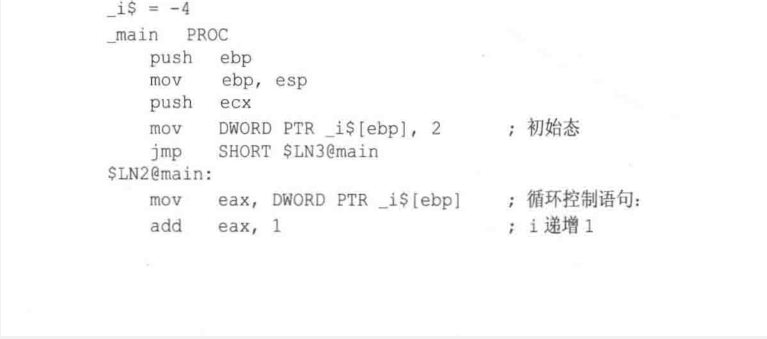 _i$ = -4
_main PROC
push ebp
mov ebp, esp
push ecx
mov DWORD PTR _i$[ebp], 2 ; 初始态
jmp SHORT $LN3@main
$LN2@main:
mov eax, DWORD PTR _i$[ebp] ; 循环控制语句:
add eax, 1 ; i 递增 1